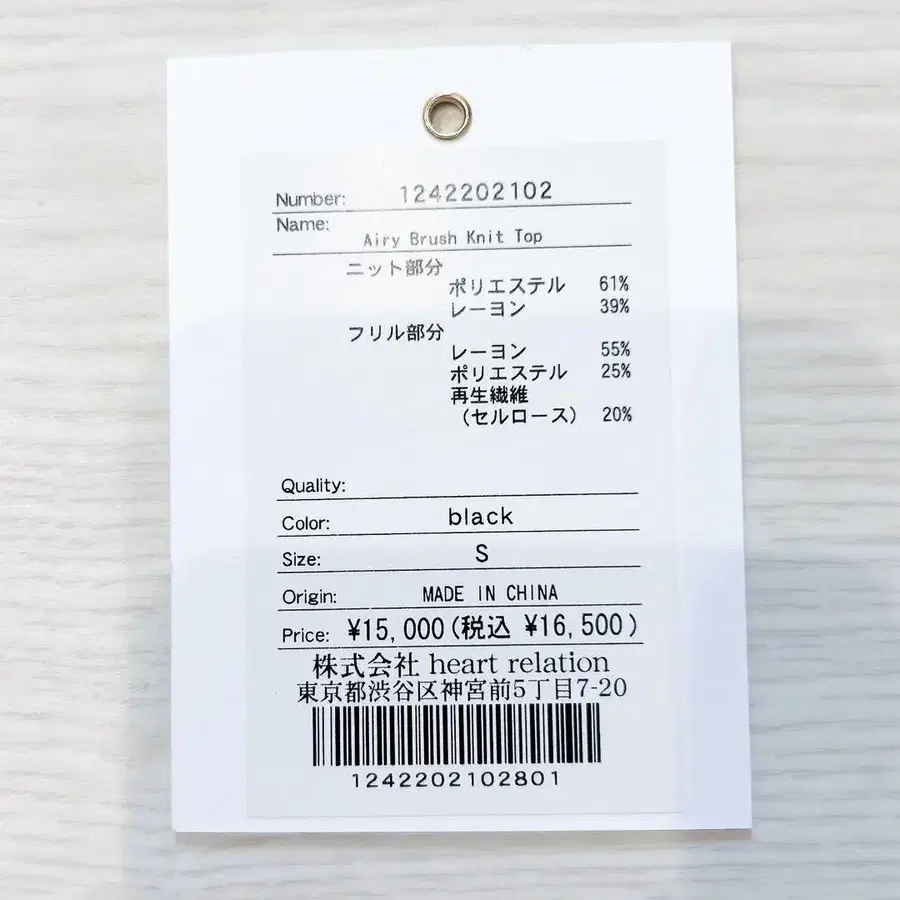 Number: 1242202102
Name: Airy Brush Knit Top
ニット部分
ポリエステル 61%
レーヨン 39%
フリル部分
レーヨン 55%
ポリエステル 25%
再生繊維
(セルロース) 20%
Quality:
Color: black
Size: S
Origin: MADE IN CHINA
Price: ¥15,000(税込 ¥16,500)
株式会社 heart relation
東京都渋谷区神宮前5丁目7-20
1242202102801